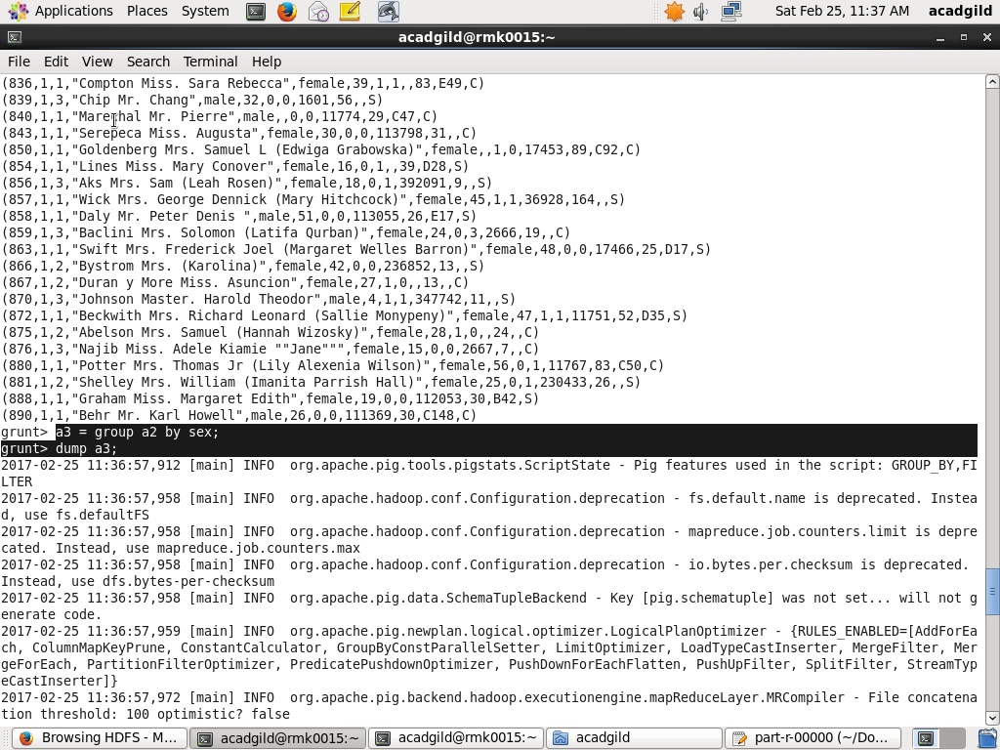 Applications Places System Sat Feb 25, 11:37 AM acadgild
acadgild@rmk0015:~
File Edit View Search Terminal Help
(836,1,1,"Compton Miss. Sara Rebecca",female,39,1,1,,83,E49,C)
(839,1,3,"Chip Mr. Chang",male,32,0,0,1601,56,,S)
(840,1,1,"Marechal Mr. Pierre",male,,0,0,11774,29,C47,C)
(843,1,1,"Serepeca Miss. Augusta",female,30,0,0,113798,31,,C)
(850,1,1,"Goldenberg Mrs. Samuel L (Edwiga Grabowska)",female,,1,0,17453,89,C92,C)
(854,1,1,"Lines Miss. Mary Conover",female,16,0,1,,39,D28,S)
(856,1,3,"Aks Mrs. Sam (Leah Rosen)",female,18,0,1,392091,9,,S)
(857,1,1,"Wick Mrs. George Dennick (Mary Hitchcock)",female,45,1,1,36928,164,,S)
(858,1,1,"Daly Mr. Peter Denis ",male,51,0,0,113055,26,E17,S)
(859,1,3,"Baclini Mrs. Solomon (Latifa Qurban)",female,24,0,3,2666,19,,C)
(863,1,1,"Swift Mrs. Frederick Joel (Margaret Welles Barron)",female,48,0,0,17466,25,D17,S)
(866,1,2,"Bystrom Mrs. (Karolina)",female,42,0,0,236852,13,,S)
(867,1,2,"Duran y More Miss. Asuncion",female,27,1,0,,13,,C)
(870,1,3,"Johnson Master. Harold Theodor",male,4,1,1,347742,11,,S)
(872,1,1,"Beckwith Mrs. Richard Leonard (Sallie Monypeny)",female,47,1,1,11751,52,D35,S)
(875,1,2,"Abelson Mrs. Samuel (Hannah Wizosky)",female,28,1,0,,24,,C)
(876,1,3,"Najib Miss. Adele Kiamie ""Jane""",female,15,0,0,2667,7,,C)
(880,1,1,"Potter Mrs. Thomas Jr (Lily Alexenia Wilson)",female,56,0,1,11767,83,C50,C)
(881,1,2,"Shelley Mrs. William (Imanita Parrish Hall)",female,25,0,1,230433,26,,S)
(888,1,1,"Graham Miss. Margaret Edith",female,19,0,0,112053,30,B42,S)
(890,1,1,"Behr Mr. Karl Howell",male,26,0,0,111369,30,C148,C)
grunt> a3 = group a2 by sex;
grunt> dump a3;
2017-02-25 11:36:57,912 [main] INFO  org.apache.pig.tools.pigstats.ScriptState - Pig features used in the script: GROUP_BY,FI
LTER
2017-02-25 11:36:57,958 [main] INFO  org.apache.hadoop.conf.Configuration.deprecation - fs.default.name is deprecated. Instea
d, use fs.defaultFS
2017-02-25 11:36:57,958 [main] INFO  org.apache.hadoop.conf.Configuration.deprecation - mapreduce.job.counters.limit is depre
cated. Instead, use mapreduce.job.counters.max
2017-02-25 11:36:57,958 [main] INFO  org.apache.hadoop.conf.Configuration.deprecation - io.bytes.per.checksum is deprecated. 
Instead, use dfs.bytes-per-checksum
2017-02-25 11:36:57,958 [main] INFO  org.apache.pig.data.SchemaTupleBackend - Key [pig.schematuple] was not set... will not g
enerate code.
2017-02-25 11:36:57,959 [main] INFO  org.apache.pig.newplan.logical.optimizer.LogicalPlanOptimizer - {RULES_ENABLED=[AddForEa
ch, ColumnMapKeyPrune, ConstantCalculator, GroupByConstParallelSetter, LimitOptimizer, LoadTypeCastInserter, MergeFilter, Mer
geForEach, PartitionFilterOptimizer, PredicatePushdownOptimizer, PushDownForEachFlatten, PushUpFilter, SplitFilter, StreamTyp
eCastInserter]}
2017-02-25 11:36:57,972 [main] INFO  org.apache.pig.backend.hadoop.executionengine.mapReduceLayer.MRCompiler - File concatena
tion threshold: 100 optimistic? false
Browsing HDFS - M... acadgild@rmk0015:~ acadgild@rmk0015:~ acadgild part-r-00000 (~/Do...